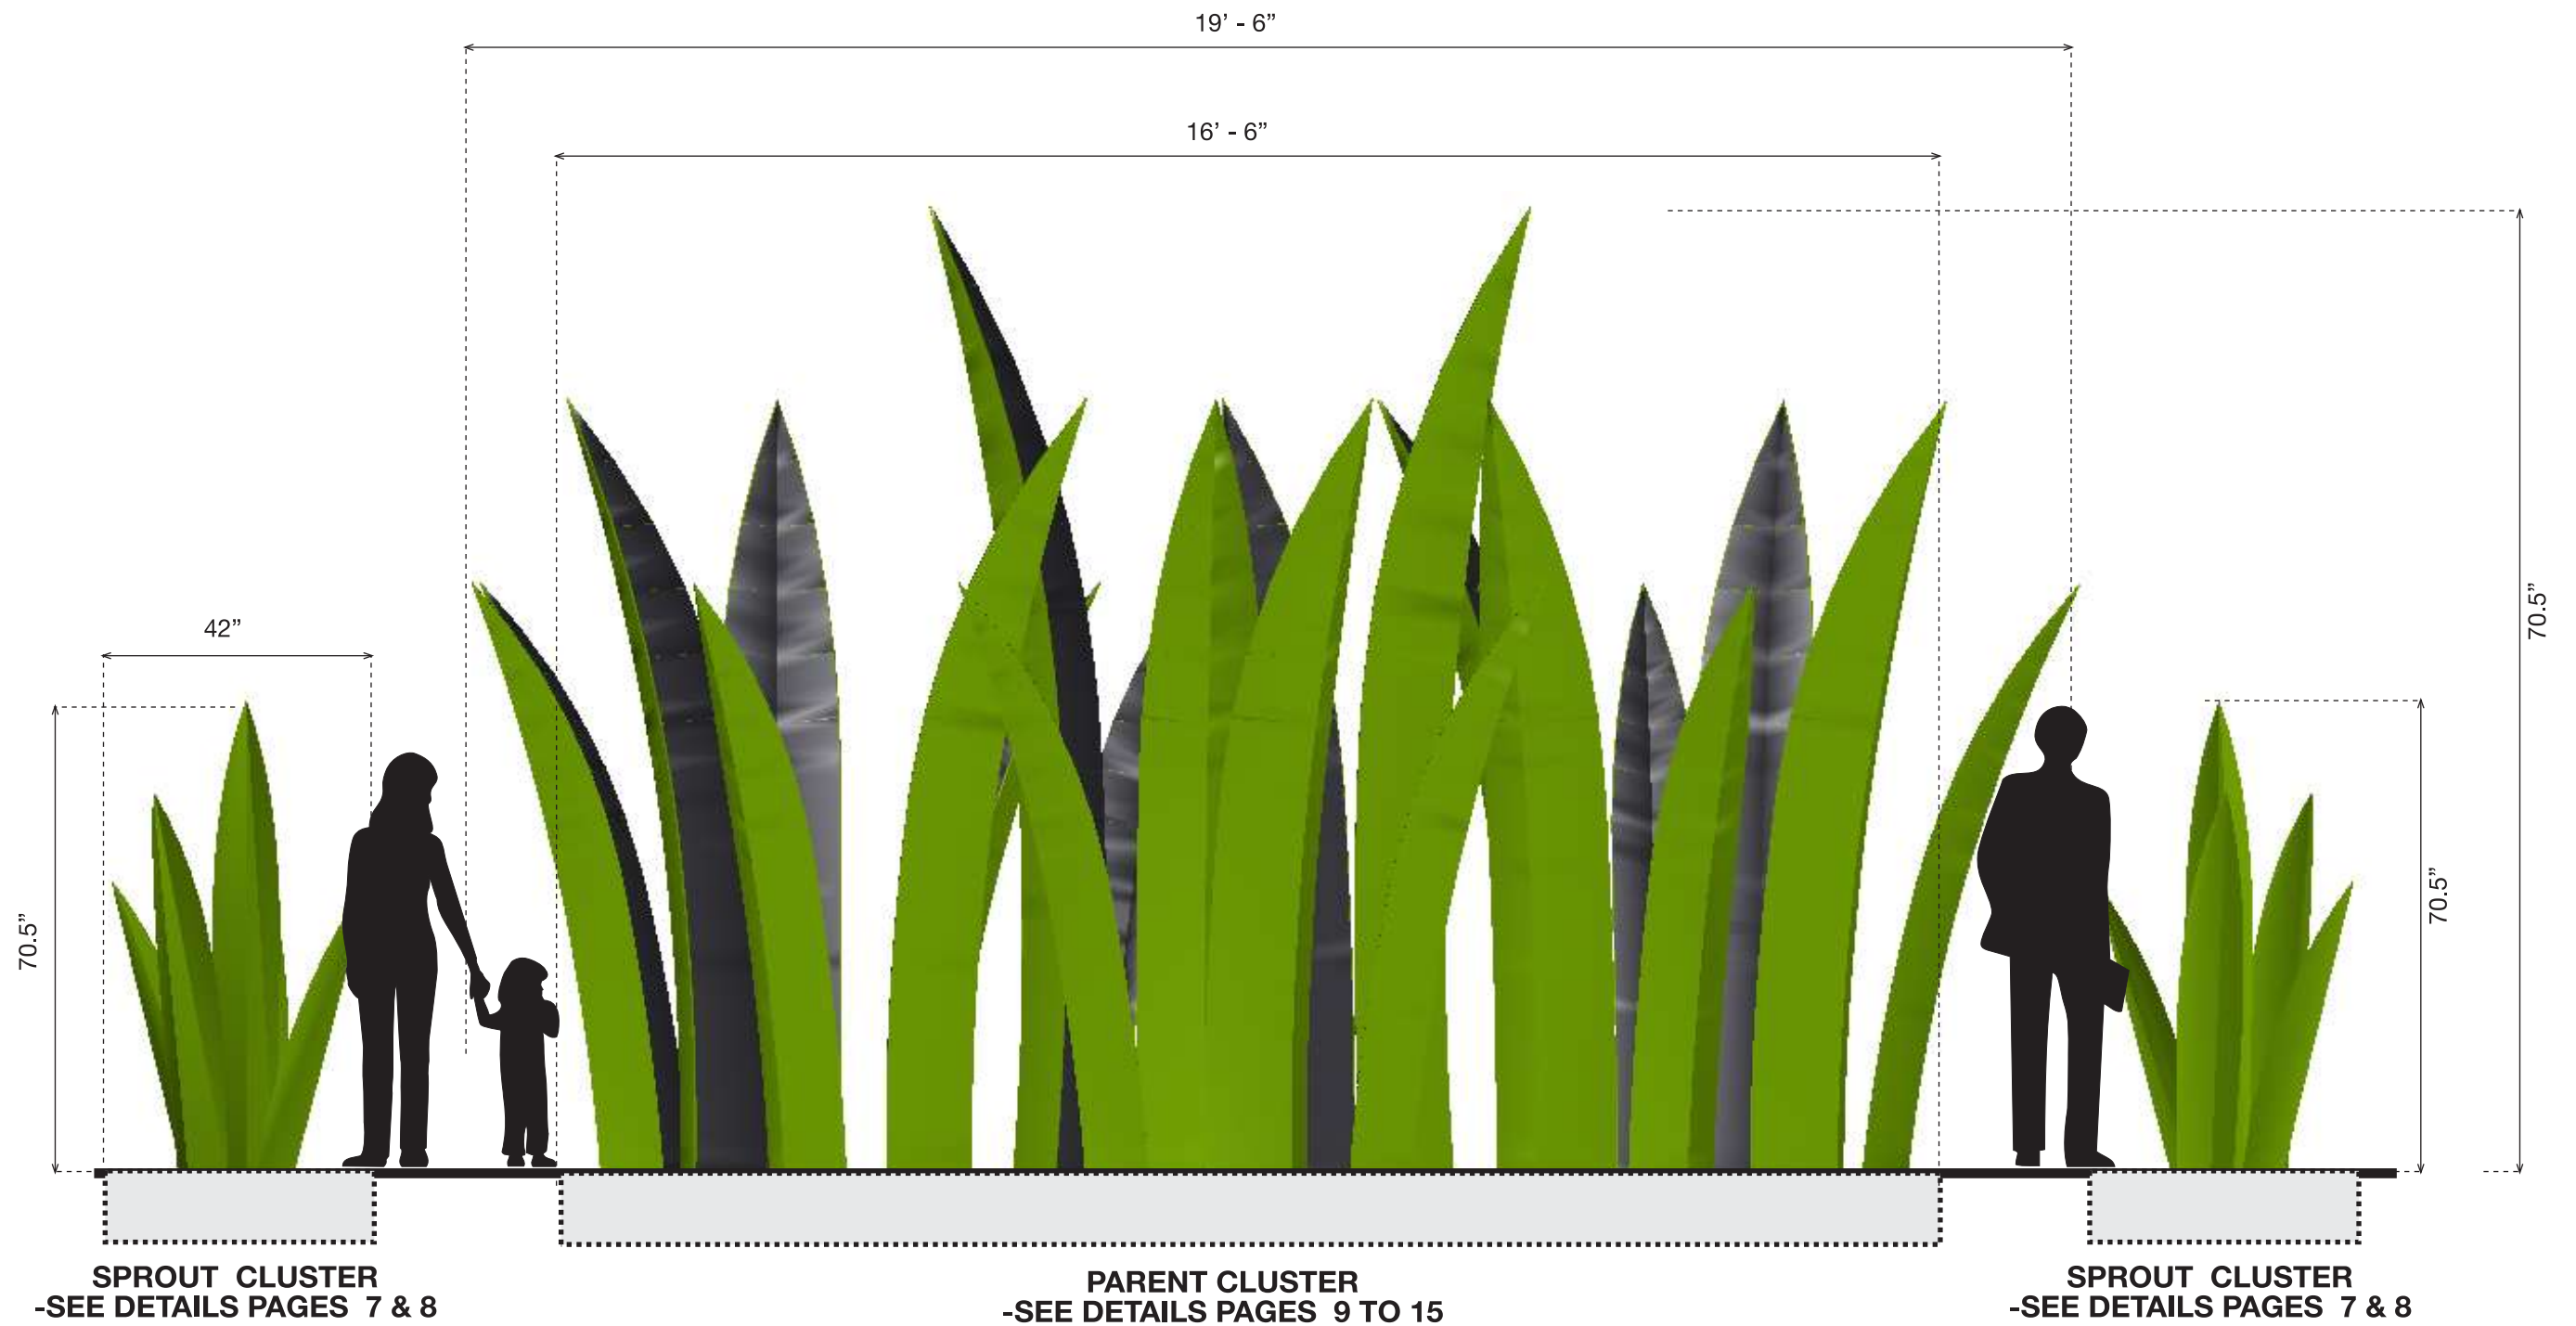 19’ - 6”
16’ - 6”
42”
70.5”
70.5”
70.5”
SPROUT CLUSTER
-SEE DETAILS PAGES 7 & 8
PARENT CLUSTER
-SEE DETAILS PAGES 9 TO 15
SPROUT CLUSTER
-SEE DETAILS PAGES 7 & 8